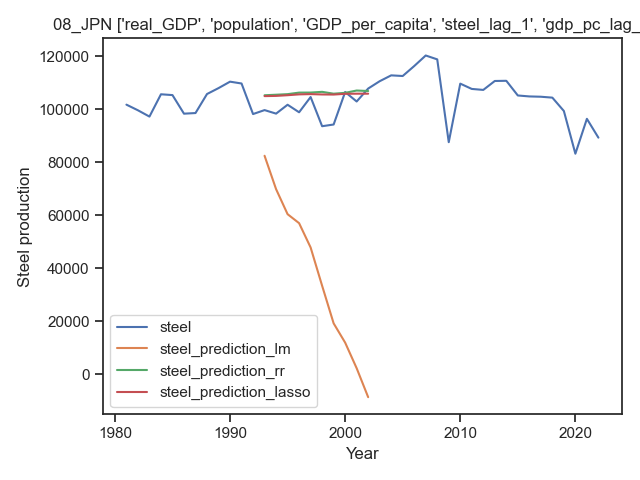 08_JPN ['real_GDP', 'population', 'GDP_per_capita', 'steel_lag_1', 'gdp_pc_lag_
120000
100000
80000
60000
40000
20000
0
Steel production
steel
steel_prediction_lm
steel_prediction_rr
steel_prediction_lasso
1980
1990
2000
2010
2020
Year